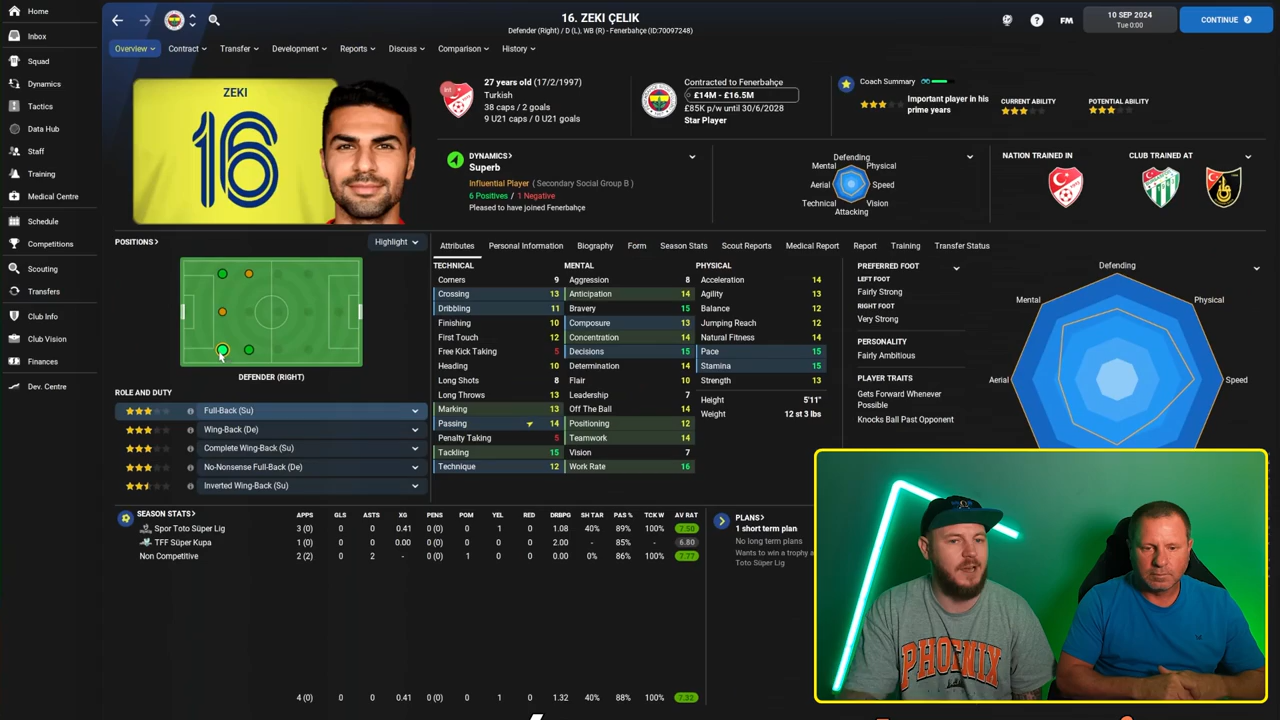 Home
Inbox
Squad
Dynamics
Tactics
Data Hub
Staff
Training
Medical Centre
Schedule
Competitions
Scouting
Transfers
Club Info
Club Vision
Finances
Dev. Centre
16. ZEKI ÇELIK
Defender (Right) / D (L), WB (R) - Fenerbahçe (ID:70097248)
FM
10 SEP 2024
Tue 0:00
CONTINUE
Overview Contract Transfer Development Reports Discuss Comparison History
ZEKI
16
27 years old (17/2/1997)
Turkish
38 caps / 2 goals
9 U21 caps / 0 U21 goals
Contracted to Fenerbahçe
£14M - £16.5M
£85K p/w until 30/6/2028
Star Player
Coach Summary
Important player in his prime years
CURRENT ABILITY
POTENTIAL ABILITY
DYNAMICS>
Superb
Influential Player ( Secondary Social Group B )
6 Positives / 1 Negative
Pleased to have joined Fenerbahçe
Defending
Mental Physical
Aerial Speed
Technical Vision
Attacking
NATION TRAINED IN
CLUB TRAINED AT
POSITIONS>
Highlight
DEFENDER (RIGHT)
ROLE AND DUTY
Full-Back (Su)
Wing-Back (De)
Complete Wing-Back (Su)
No-Nonsense Full-Back (De)
Inverted Wing-Back (Su)
Attributes Personal Information Biography Form Season Stats Scout Reports Medical Report Report Training Transfer Status
TECHNICAL MENTAL PHYSICAL
Corners 9 Aggression 8 Acceleration 14
Crossing 13 Anticipation 14 Agility 13
Dribbling 11 Bravery 15 Balance 12
Finishing 10 Composure 13 Jumping Reach 12
First Touch 12 Concentration 14 Natural Fitness 14
Free Kick Taking 5 Decisions 15 Pace 15
Heading 10 Determination 14 Stamina 15
Long Shots 8 Flair 10 Strength 13
Long Throws 13 Leadership 7 Height 5'11"
Marking 13 Off The Ball 14 Weight 12 st 3 lbs
Passing 14 Positioning 12
Penalty Taking 5 Teamwork 14
Tackling 15 Vision 7
Technique 12 Work Rate 16
PREFERRED FOOT
LEFT FOOT
Fairly Strong
RIGHT FOOT
Very Strong
PERSONALITY
Fairly Ambitious
PLAYER TRAITS
Gets Forward Whenever Possible
Knocks Ball Past Opponent
Defending
Mental Physical
Aerial Speed
SEASON STATS> APPS GLS ASTS XG PENS POM YEL RED DRBPG SH TAR PAS % TCK W AV RAT
Spor Toto Süper Lig 3 (0) 0 0 0.41 0 (0) 0 1 0 1.08 40% 89% 100% 7.50
TFF Süper Kupa 1 (0) 0 0 0.00 0 (0) 0 0 0 2.00 - 85% - 6.80
Non Competitive 2 (2) 0 2 - 0 (0) 1 0 0 0.00 0% 86% 100% 7.77
4 (0) 0 0 0.41 0 (0) 0 1 0 1.32 40% 88% 100% 7.32
PLANS>
1 short term plan
No long term plans
Wants to win a trophy
Toto Süper Lig)
PHOENIX